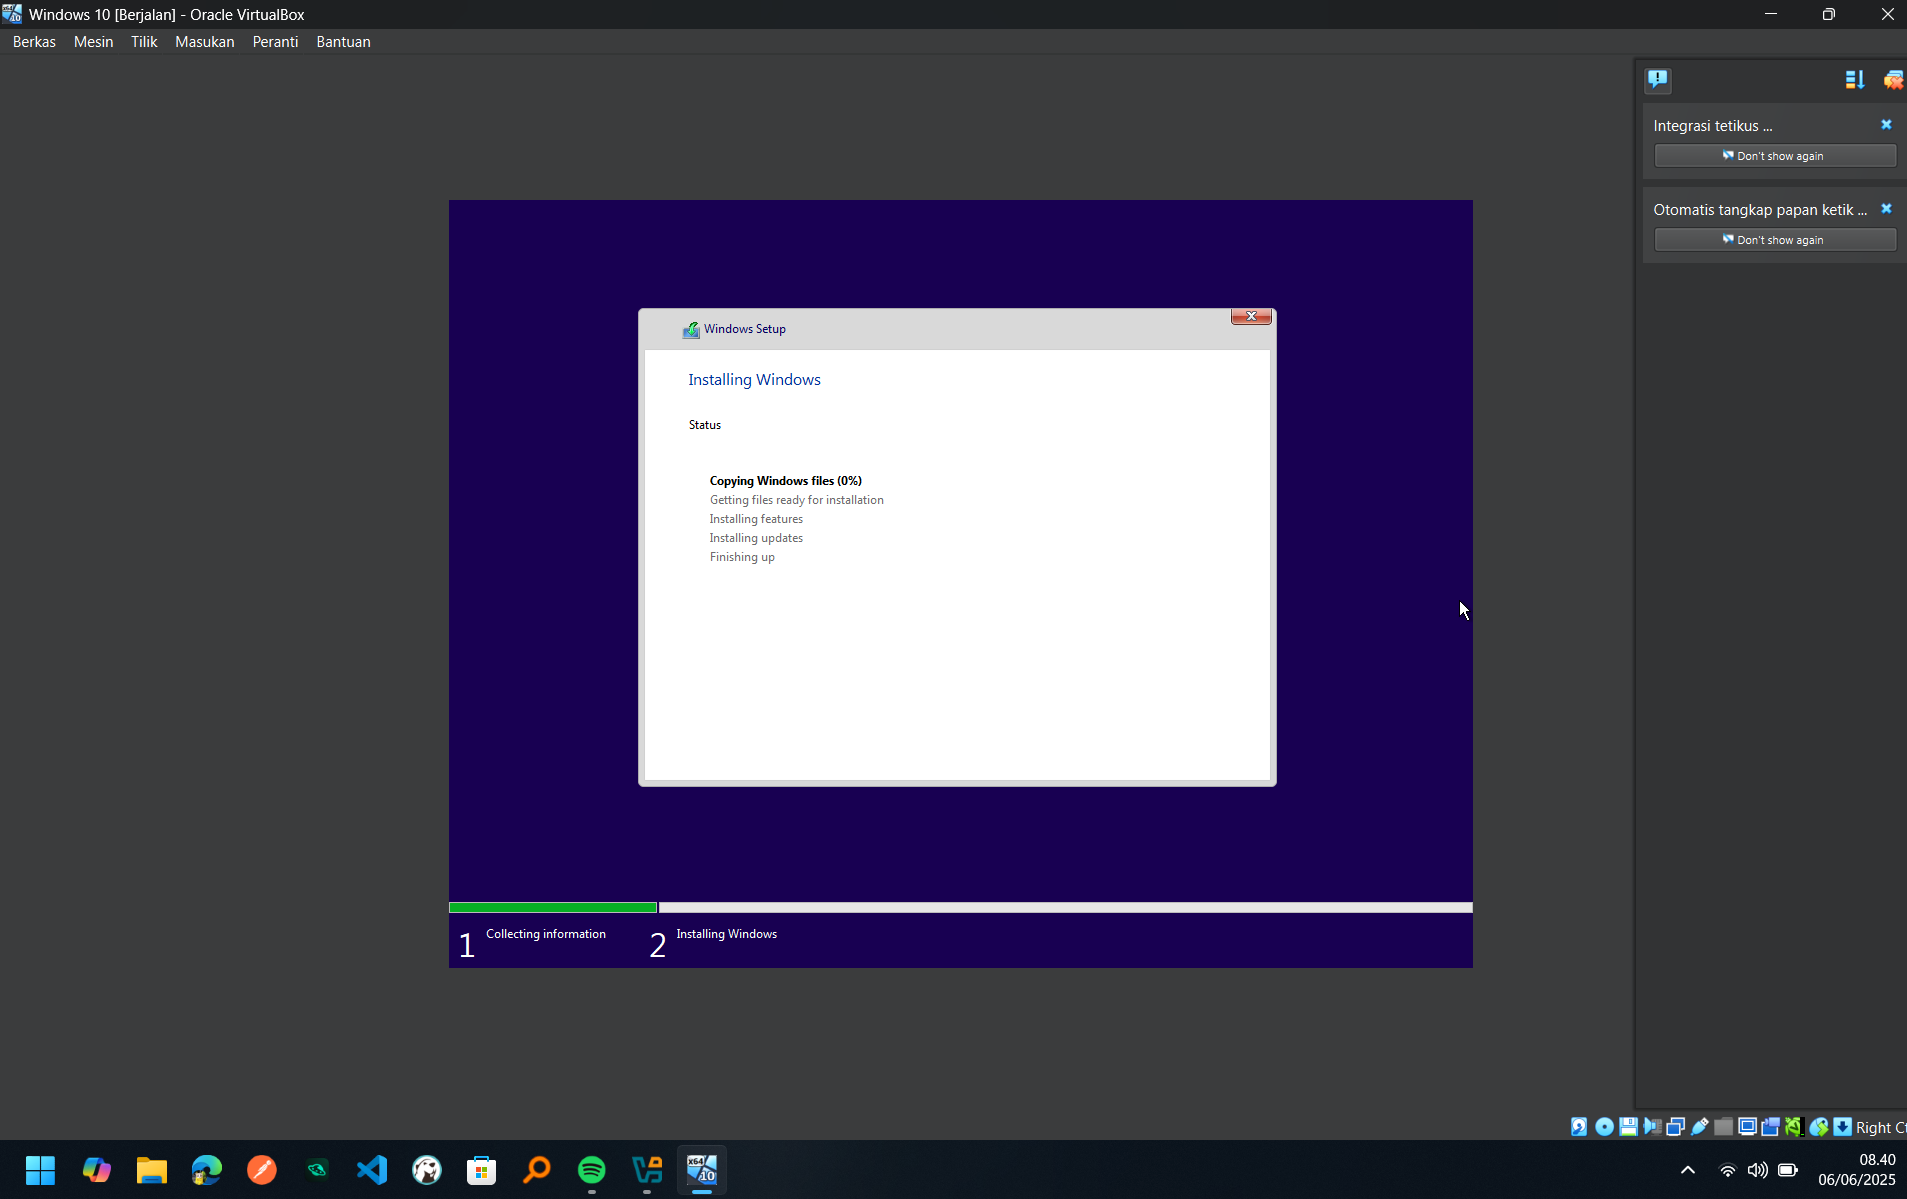 Windows 10 [Berjalan] - Oracle VirtualBox
Berkas Mesin Tilik Masukan Peranti Bantuan
Integrasi tetikus ...
Don't show again
Otomatis tangkap papan ketik ...
Don't show again
Windows Setup
Installing Windows
Status
Copying Windows files (0%)
Getting files ready for installation
Installing features
Installing updates
Finishing up
1 Collecting information
2 Installing Windows
Right Ct
08.40
06/06/2025